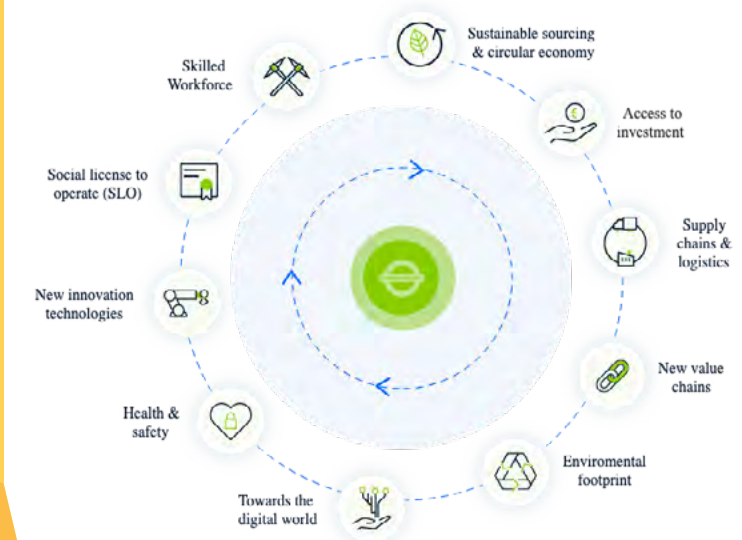 Sustainable sourcing
& circular economy
Skilled
Workforce
Access to
investment
Social license to
operate (SLO)
Supply
chains &
logistics
New innovation
technologies
New value
chains
Health &
safety
Enviromental
footprint
Towards the
digital world